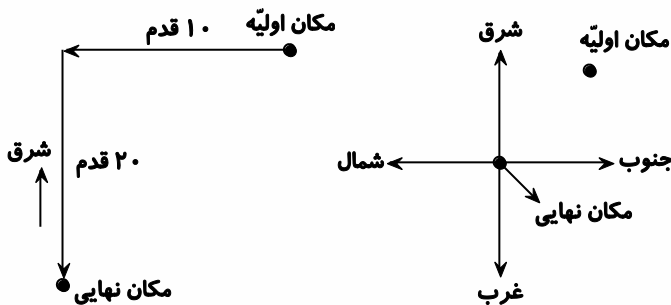 مکان اولیّه
۱۰ قدم
۲۰ قدم
شرق
مکان نهایی
شرق
مکان اولیّه
جنوب
شمال
مکان نهایی
غرب